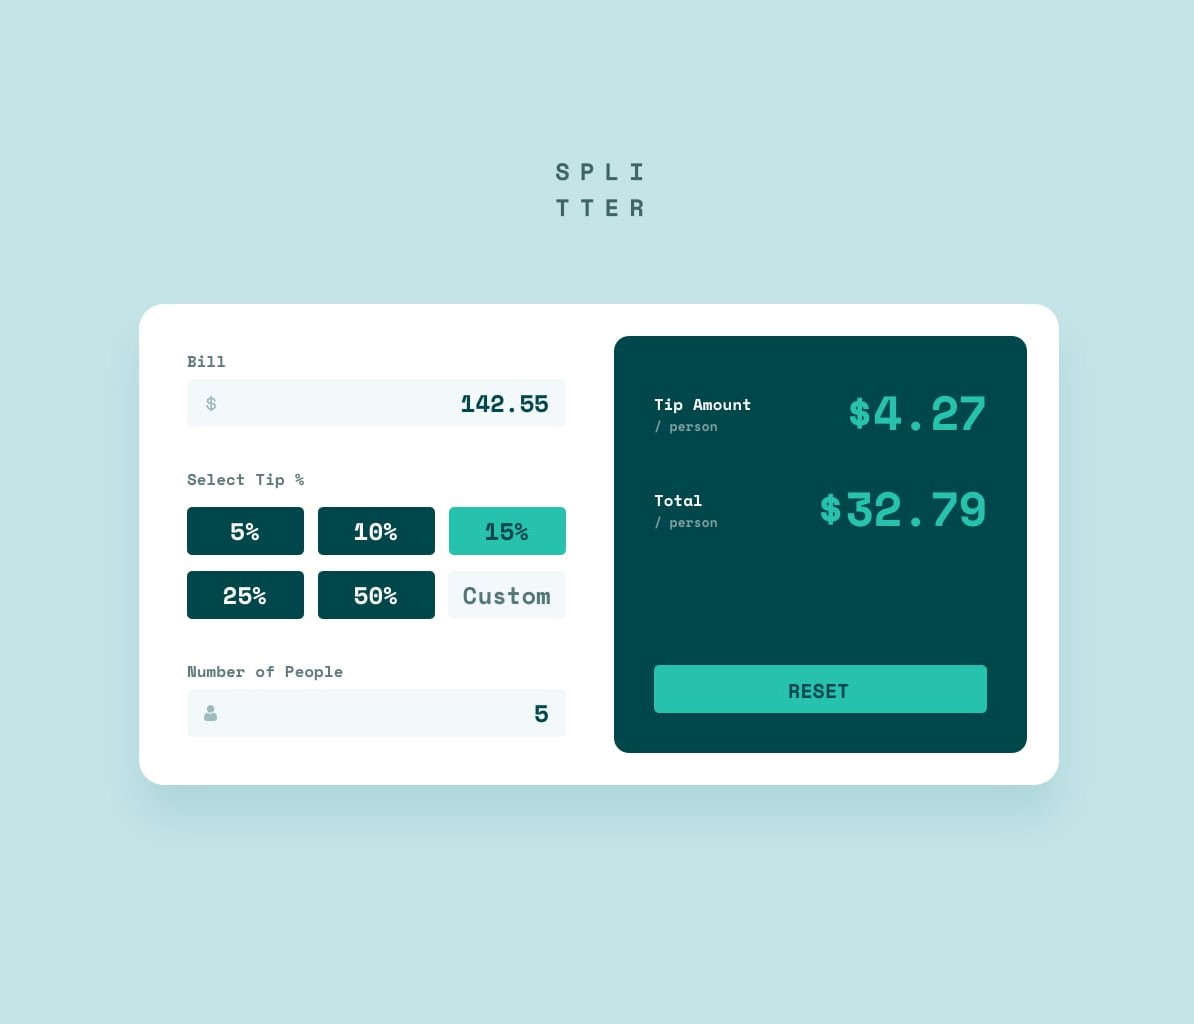 SPLI
TTER
Bill
$ 142.55
Select Tip %
5% 10% 15%
25% 50% Custom
Number of People
5
Tip Amount
/ person
$4.27
Total
/ person
$32.79
RESET